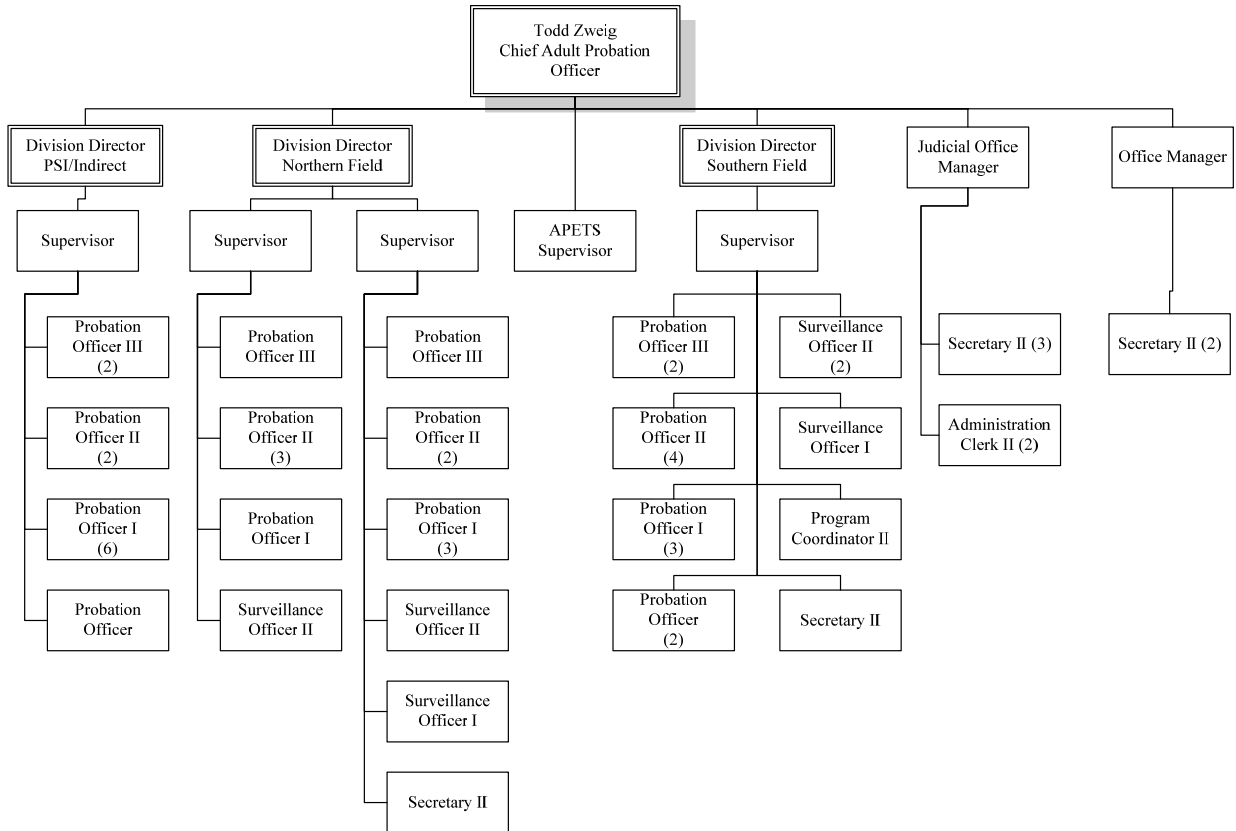 Todd Zweig
Chief Adult Probation
Officer
Division Director
PSI/Indirect
Division Director
Northern Field
Division Director
Southern Field
Judicial Office
Manager
Office Manager
Supervisor
Supervisor
Supervisor
APETS
Supervisor
Supervisor
Probation
Officer III
(2)
Probation
Officer II
(2)
Probation
Officer I
(6)
Probation
Officer
Probation
Officer III
Probation
Officer II
(3)
Probation
Officer I
Surveillance
Officer II
Probation
Officer III
Probation
Officer II
(2)
Probation
Officer I
(3)
Surveillance
Officer II
Surveillance
Officer I
Secretary II
Probation
Officer III
(2)
Probation
Officer II
(4)
Probation
Officer I
(3)
Probation
Officer
(2)
Surveillance
Officer II
(2)
Surveillance
Officer I
Program
Coordinator II
Secretary II
Secretary II (3)
Administration
Clerk II (2)
Secretary II (2)